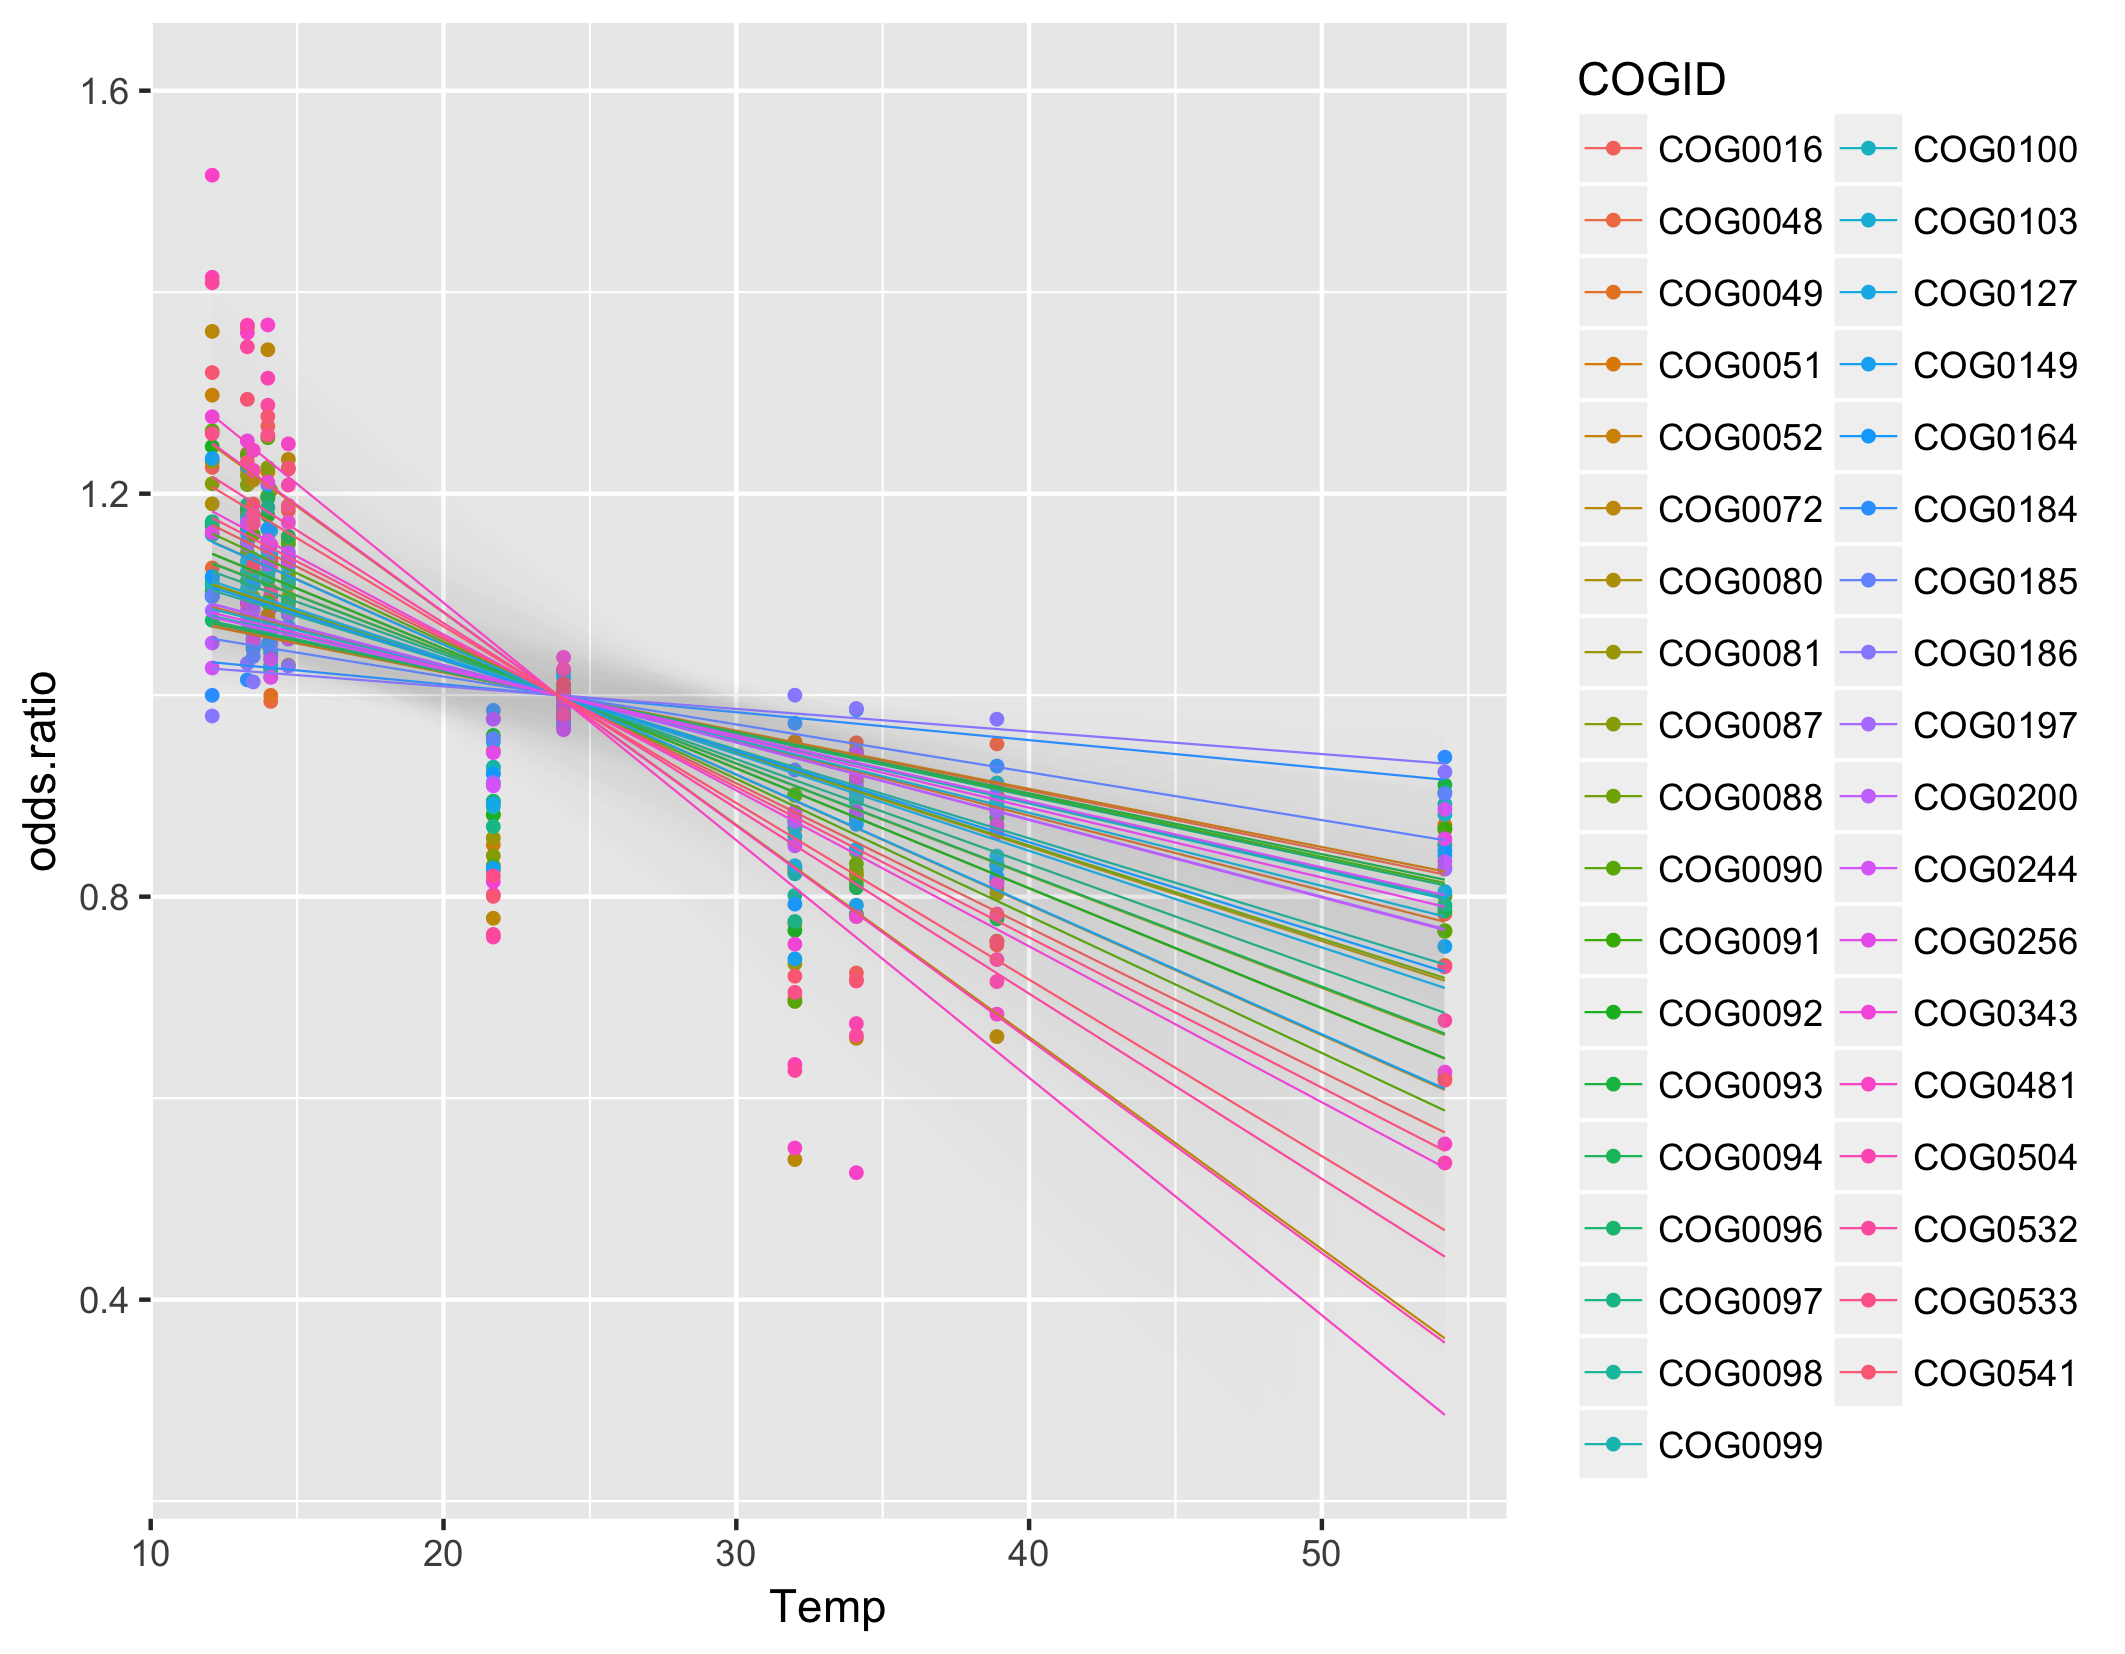 odds.ratio
1.6
1.2
0.8
0.4
10 20 30 40 50
Temp
COGID
COG0016 COG0100
COG0048 COG0103
COG0049 COG0127
COG0051 COG0149
COG0052 COG0164
COG0072 COG0184
COG0080 COG0185
COG0081 COG0186
COG0087 COG0197
COG0088 COG0200
COG0090 COG0244
COG0091 COG0256
COG0092 COG0343
COG0093 COG0481
COG0094 COG0504
COG0096 COG0532
COG0097 COG0533
COG0098 COG0541
COG0099